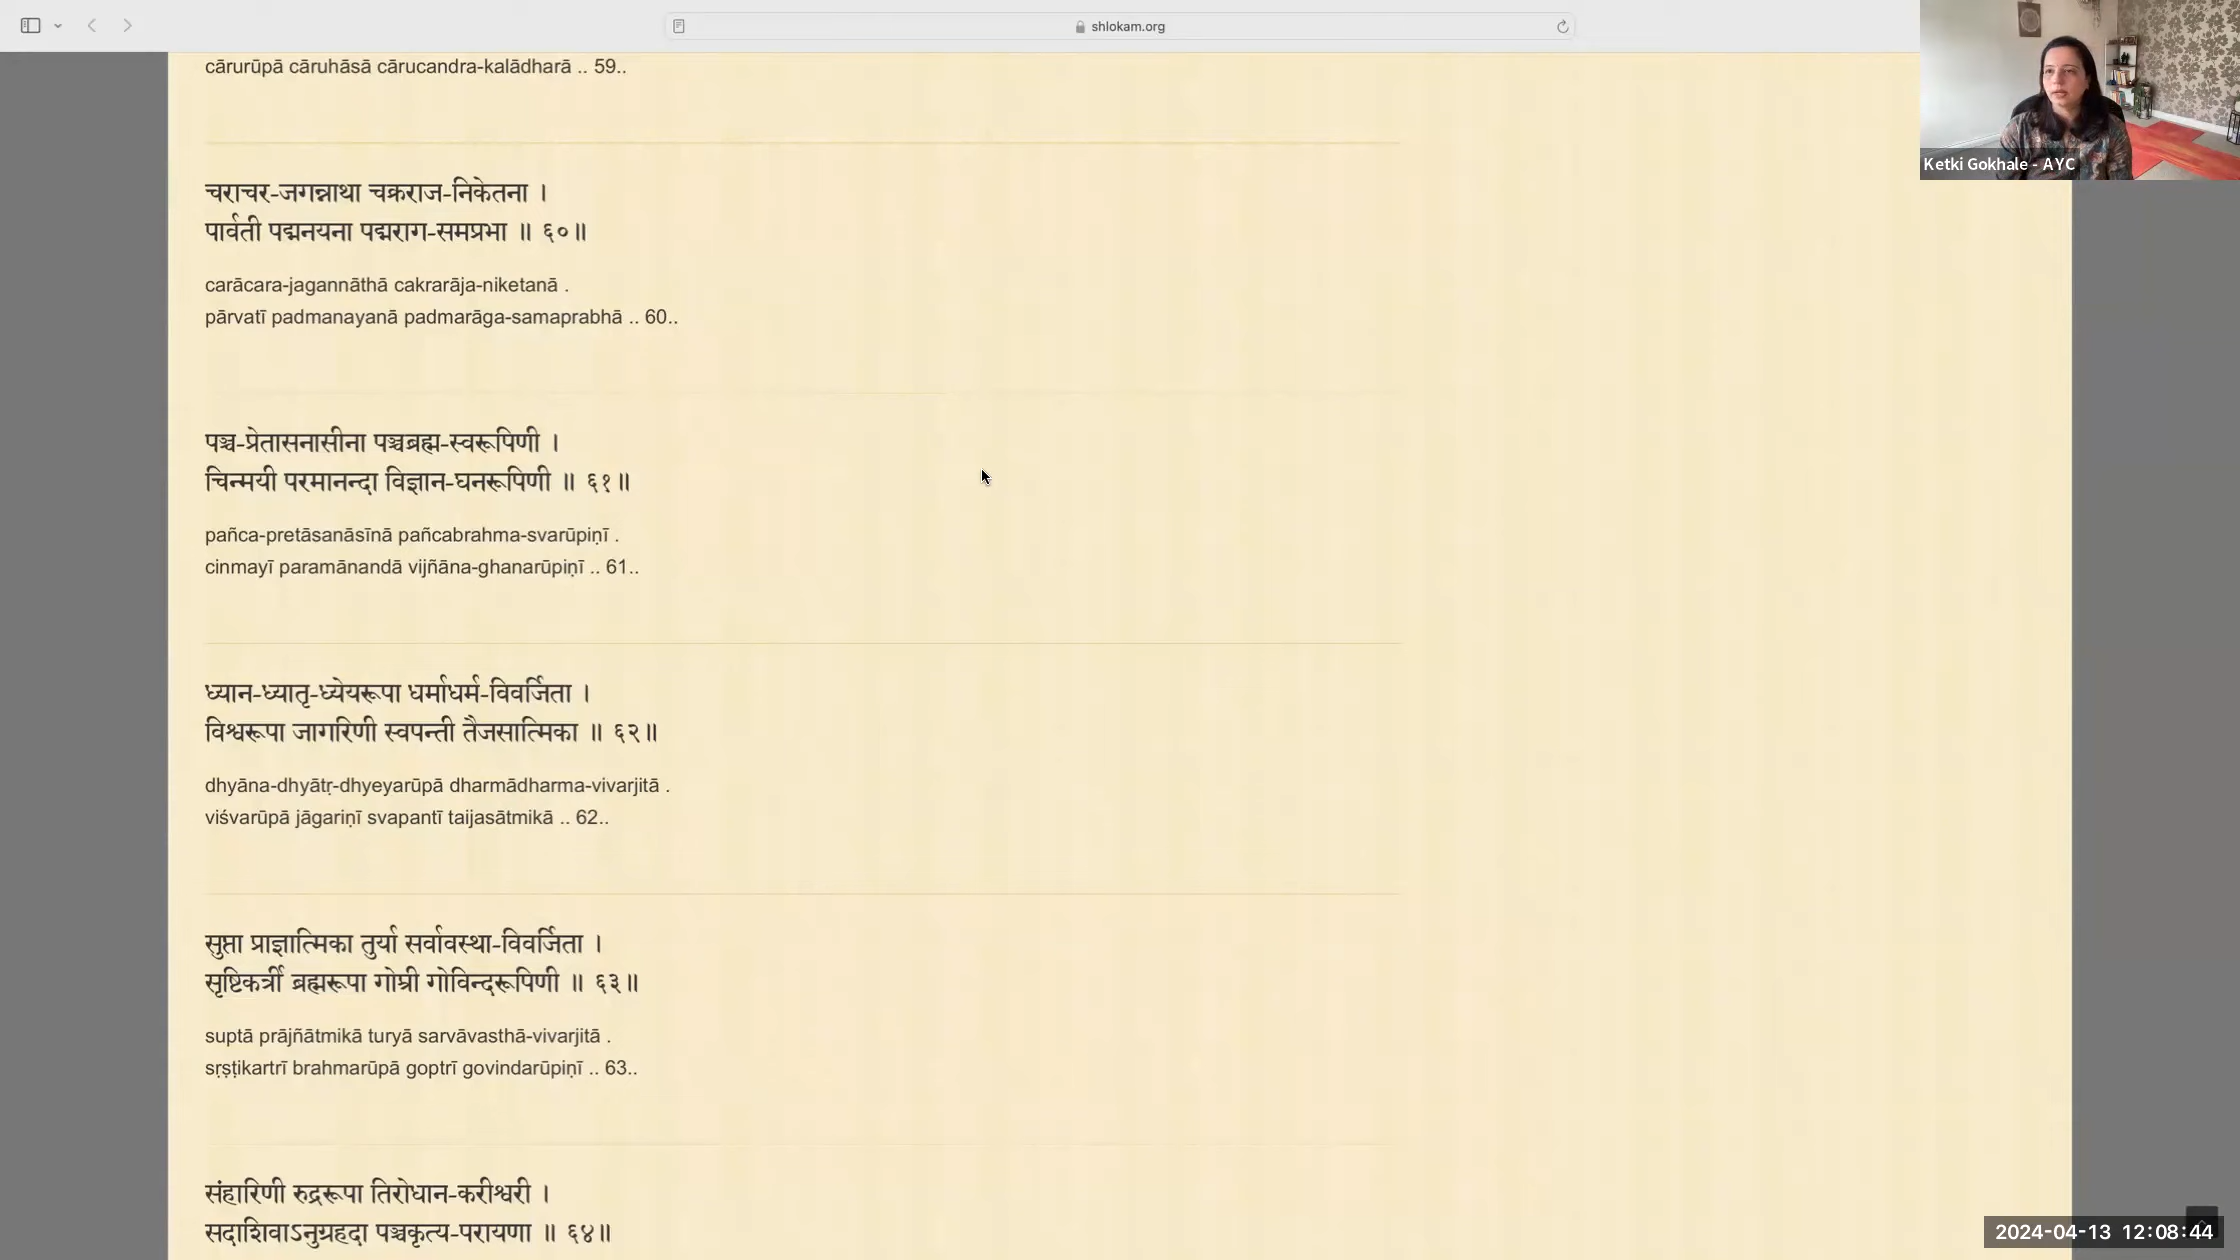 shlokam.org
cārurūpā cāruhāsā cārucandra-kalādharā .. 59..
Ketki Gokhale - AYC
चराचर-जगन्नाथा चक्रराज-निकेतना ।
पार्वती पद्मनयना पद्मराग-समप्रभा ॥ ६०॥
carācara-jagannāthā cakrarāja-niketanā .
pārvatī padmanayanā padmarāga-samaprabhā .. 60..
पञ्च-प्रेतासनासीना पञ्चब्रह्म-स्वरूपिणी ।
चिन्मयी परमानन्दा विज्ञान-घनरूपिणी ॥ ६१॥
pañca-pretāsanāsīnā pañcabrahma-svarūpiṇī .
cinmayī paramānandā vijñāna-ghanarūpiṇī .. 61..
ध्यान-ध्यातृ-ध्येयरूपा धर्माधर्म-विवर्जिता ।
विश्वरूपा जागरिणी स्वपन्ती तैजसात्मिका ॥ ६२॥
dhyāna-dhyātṛ-dhyeyarūpā dharmādharma-vivarjitā .
viśvarūpā jāgariṇī svapantī taijasātmikā .. 62..
सुप्ता प्राज्ञात्मिका तुर्या सर्वावस्था-विवर्जिता ।
सृष्टिकर्त्री ब्रह्मरूपा गोप्त्री गोविन्दरूपिणी ॥ ६३॥
suptā prājñātmikā turyā sarvāvasthā-vivarjitā .
sṛṣṭikartrī brahmarūpā goptrī govindarūpiṇī .. 63..
संहारिणी रुद्ररूपा तिरोधान-करीश्वरी ।
सदाशिवाऽनुग्रहदा पञ्चकृत्य-परायणा ॥ ६४॥
2024-04-13 12:08:44